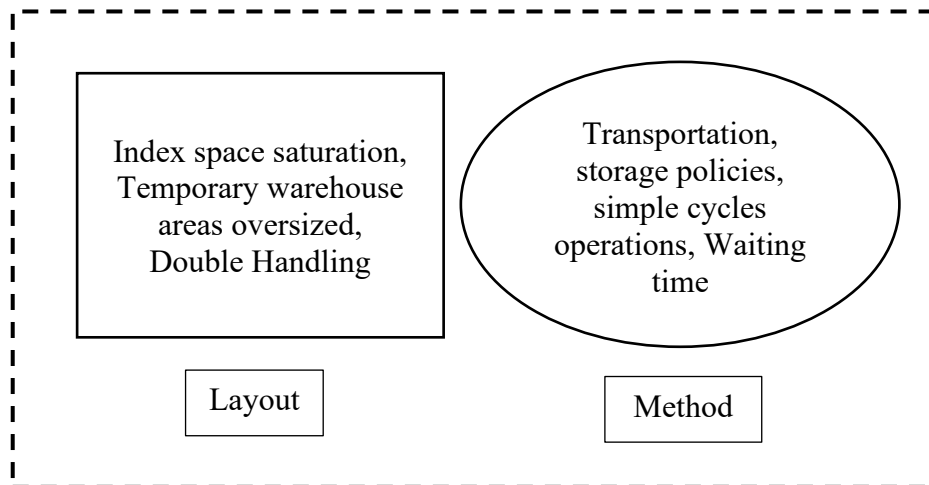 Index space saturation,
Temporary warehouse
areas oversized,
Double Handling
Transportation,
storage policies,
simple cycles
operations, Waiting
time
Layout
Method